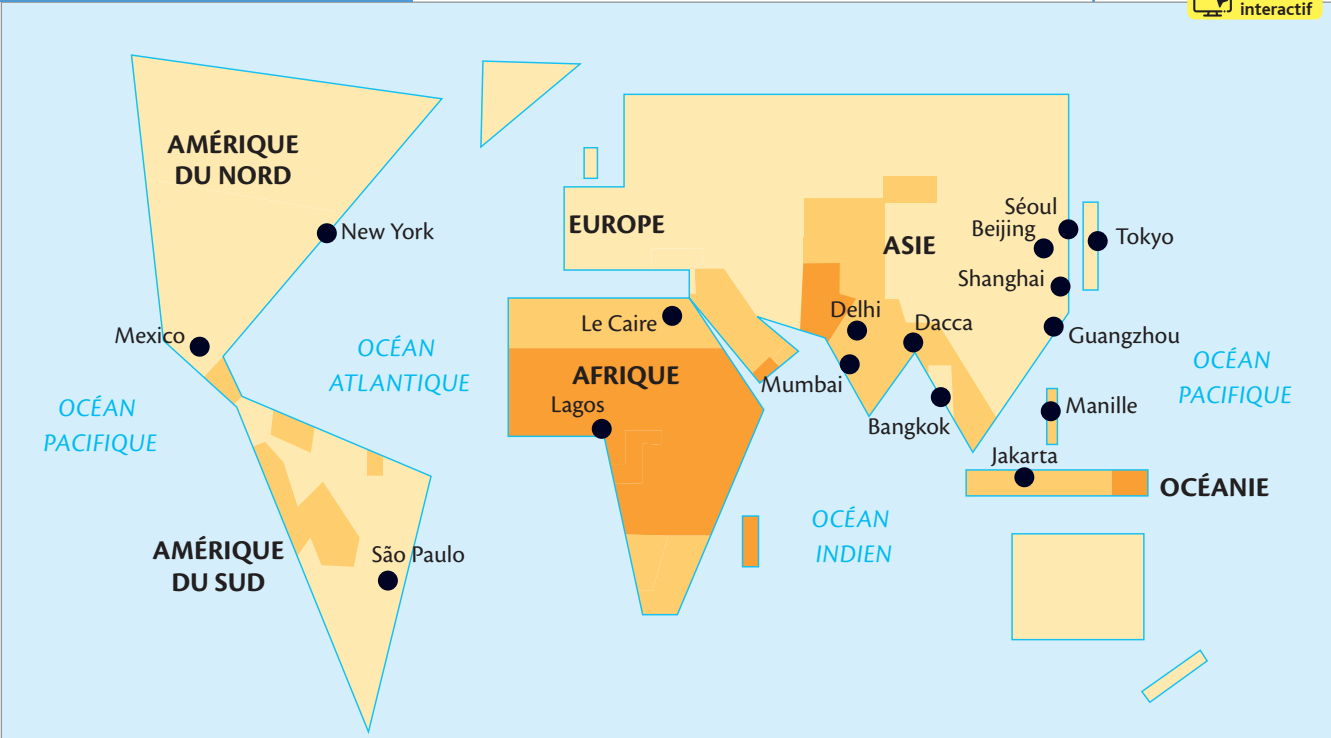 interactif
AMÉRIQUE
DU NORD
New York
EUROPE
ASIE
Séoul
Beijing
Tokyo
Shanghai
Mexico
Le Caire
Delhi
Dacca
Guangzhou
OCÉAN
ATLANTIQUE
OCÉAN
PACIFIQUE
AFRIQUE
Mumbai
OCÉAN
PACIFIQUE
Lagos
Bangkok
Manille
Jakarta
OCÉANIE
OCÉAN
INDIEN
AMÉRIQUE
DU SUD
São Paulo